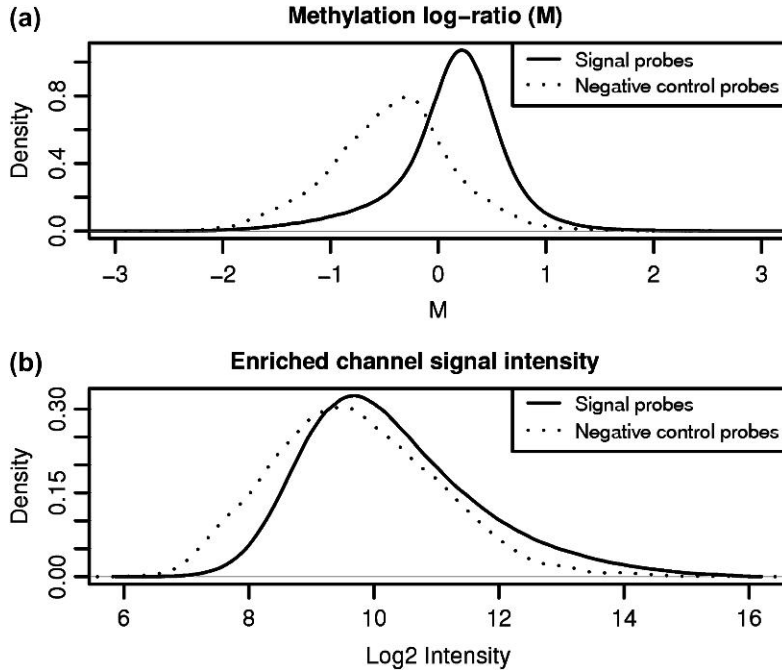 (a)
Methylation log−ratio (M)
Signal probes
Negative control probes
Density
0.0 0.4 0.8
−3 −2 −1 0 1 2 3
M
(b)
Enriched channel signal intensity
Signal probes
Negative control probes
Density
0.00 0.15 0.30
6 8 10 12 14 16
Log2 Intensity